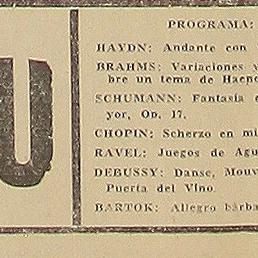 U
PROGRAMA:
HAYDN: Andante con
BRAHMS: Variaciones y
bre un tema de Haend
SCHUMANN: Fantasía e
yor, Op. 17.
CHOPIN: Scherzo en mi
RAVEL: Juegos de Agu
DEBUSSY: Danse, Mouv
Puerta del Vino.
BARTOK: Allegro bárba